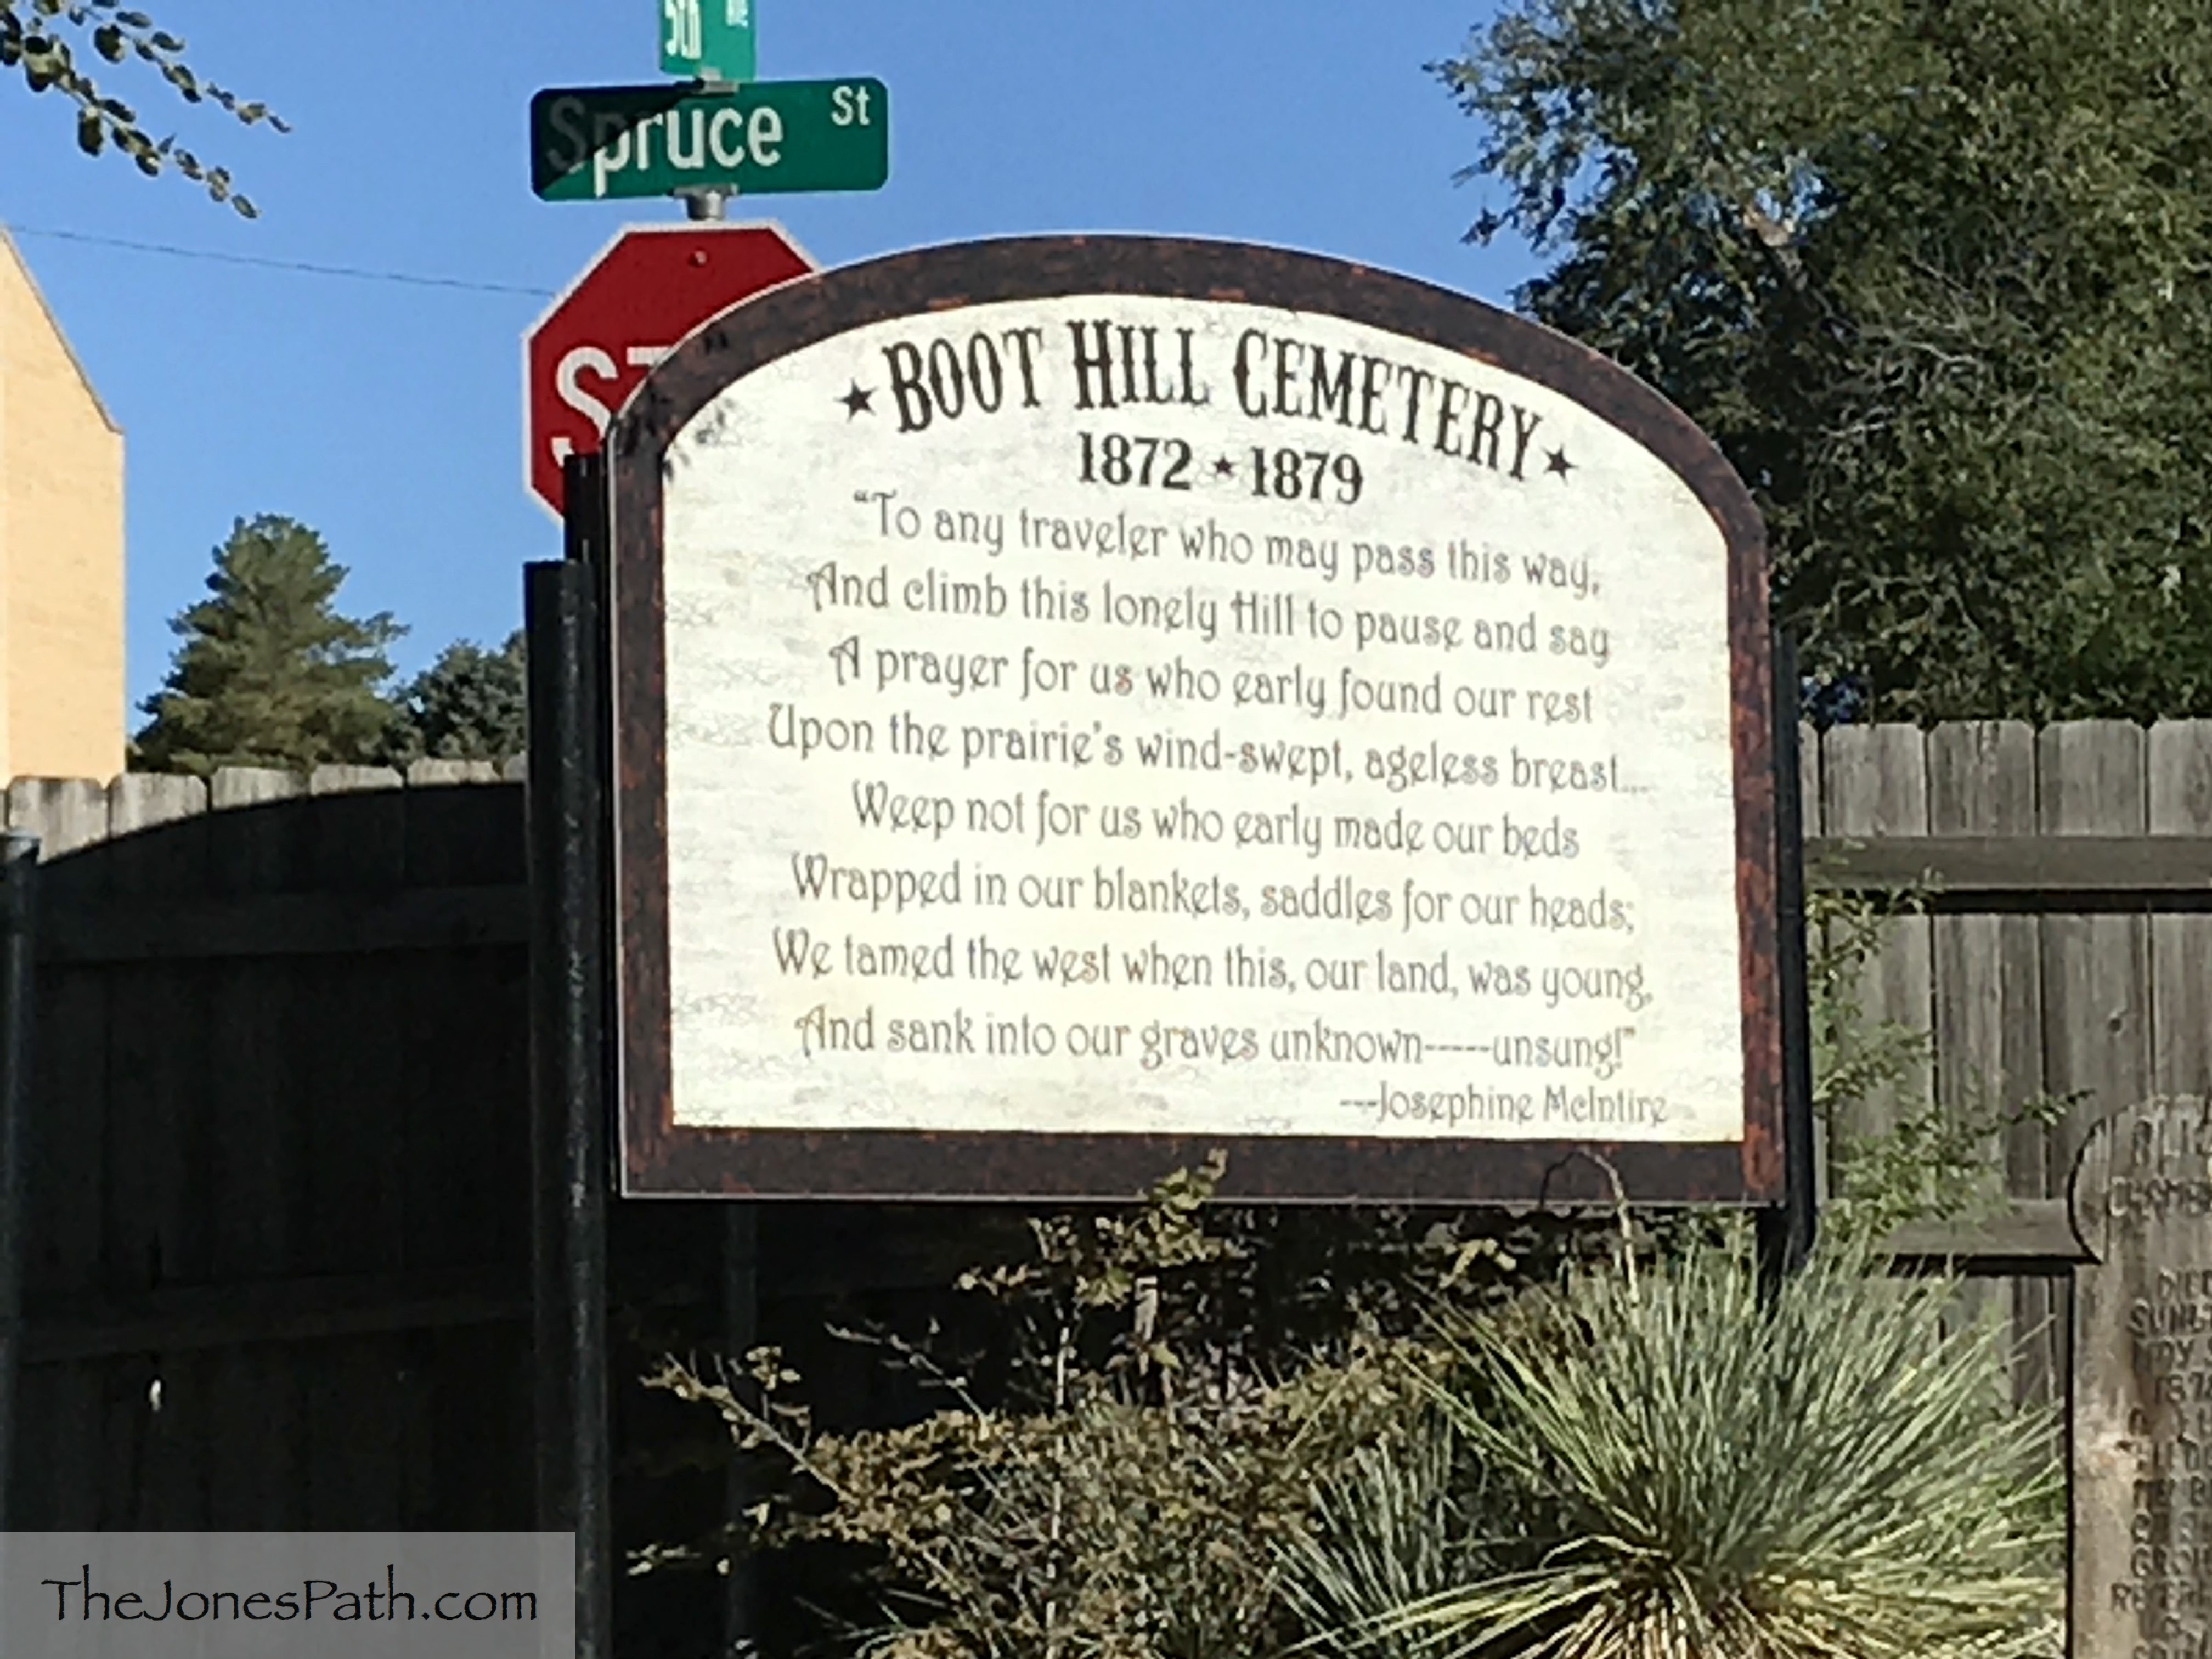 5th Ave
Spruce St
ST
★ BOOT HILL CEMETERY ★
1872 ★ 1879
“To any traveler who may pass this way,
And climb this lonely Hill to pause and say
A prayer for us who early found our rest
Upon the prairie’s wind-swept, ageless breast...
Weep not for us who early made our beds
Wrapped in our blankets, saddles for our heads;
We tamed the west when this, our land, was young,
And sank into our graves unknown-----unsung!”
---Josephine McIntire
TheJonesPath.com